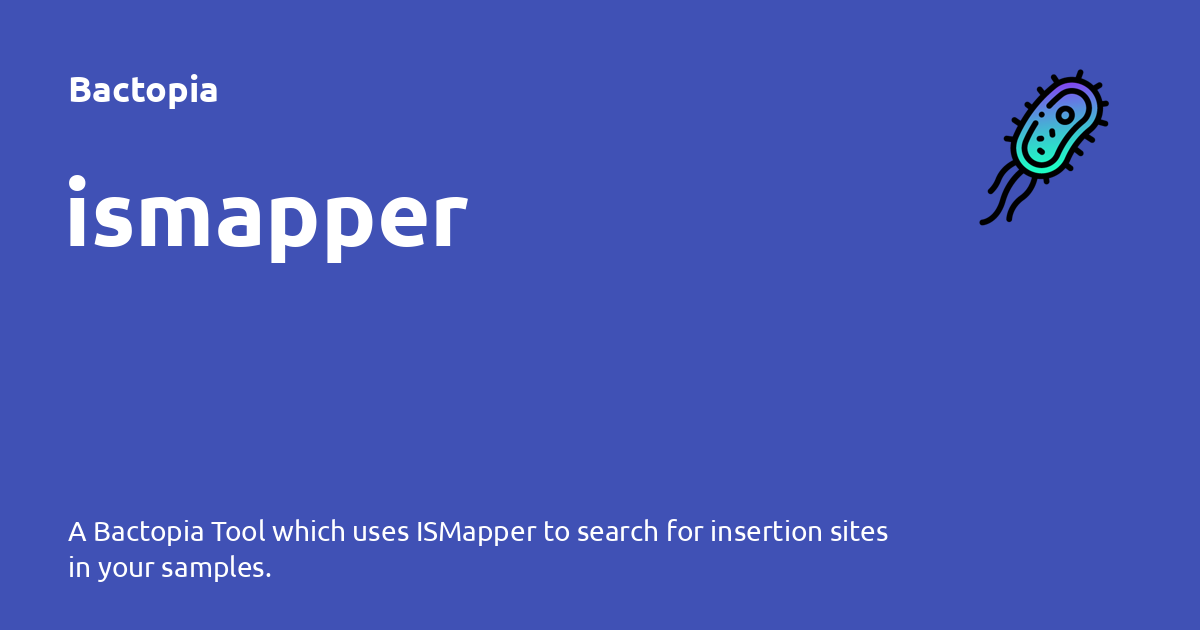 Bactopia
ismapper
A Bactopia Tool which uses ISMapper to search for insertion sites
in your samples.